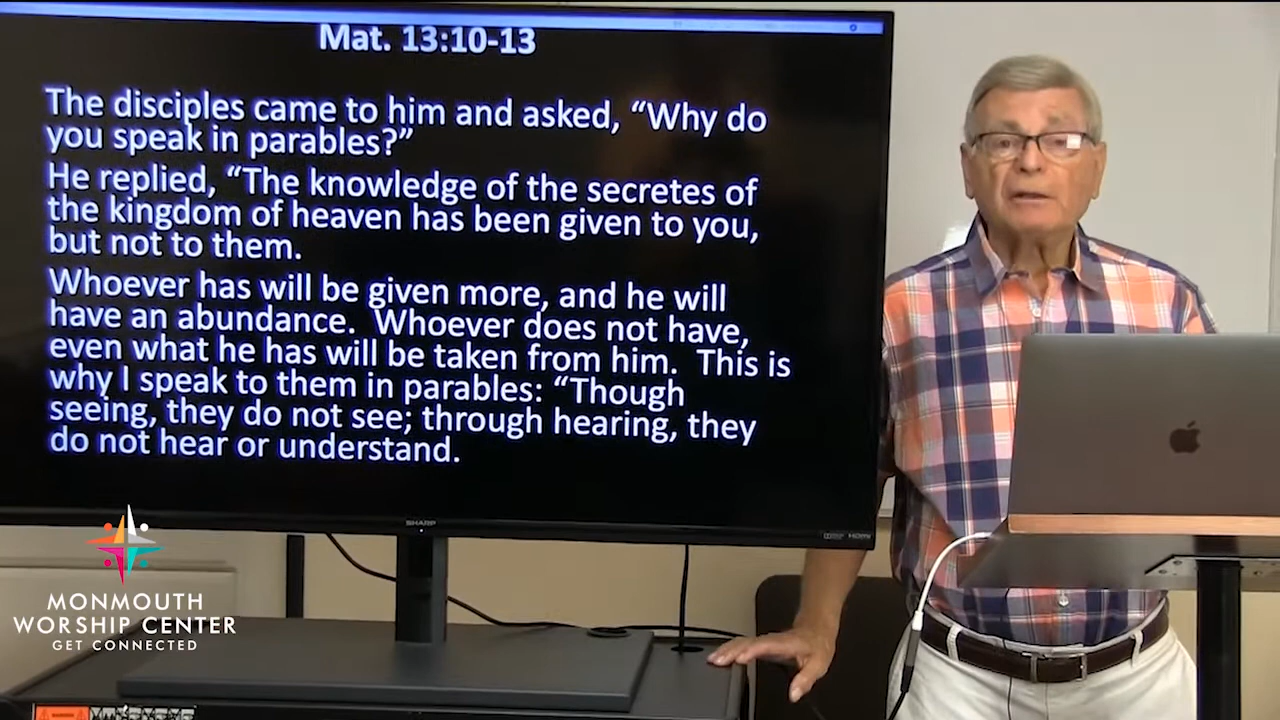 Mat. 13:10-13
The disciples came to him and asked, “Why do
you speak in parables?”
He replied, “The knowledge of the secretes of
the kingdom of heaven has been given to you,
but not to them.
Whoever has will be given more, and he will
have an abundance.  Whoever does not have,
even what he has will be taken from him.  This is
why I speak to them in parables: “Though
seeing, they do not see; through hearing, they
do not hear or understand.
SHARP
HDMI
MONMOUTH
WORSHIP CENTER
GET CONNECTED